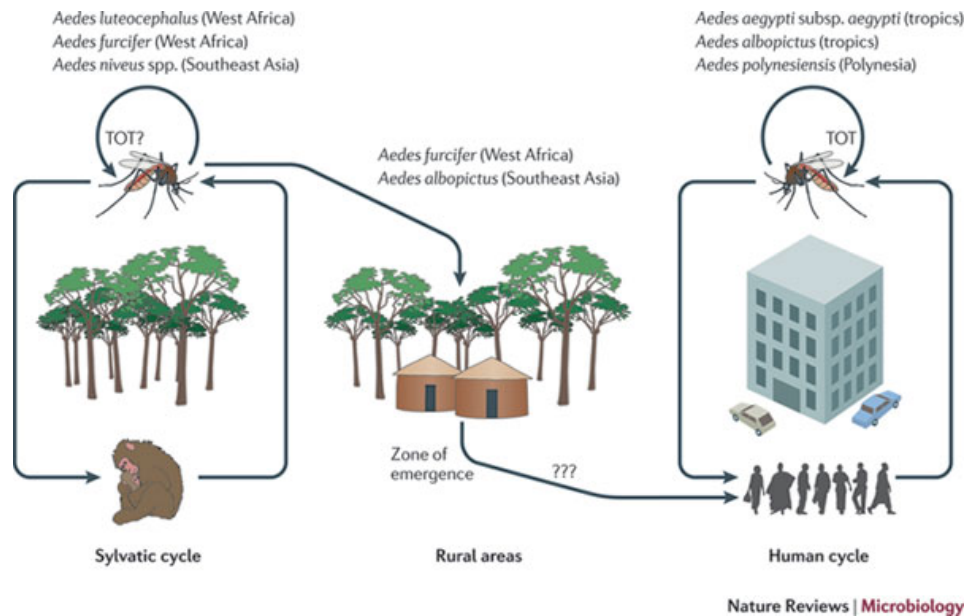 Aedes luteocephalus (West Africa)
Aedes furcifer (West Africa)
Aedes niveus spp. (Southeast Asia)
TOT?
Aedes furcifer (West Africa)
Aedes albopictus (Southeast Asia)
Aedes aegypti subsp. aegypti (tropics)
Aedes albopictus (tropics)
Aedes polynesiensis (Polynesia)
TOT
Zone of
emergence
???
Sylvatic cycle
Rural areas
Human cycle
Nature Reviews | Microbiology